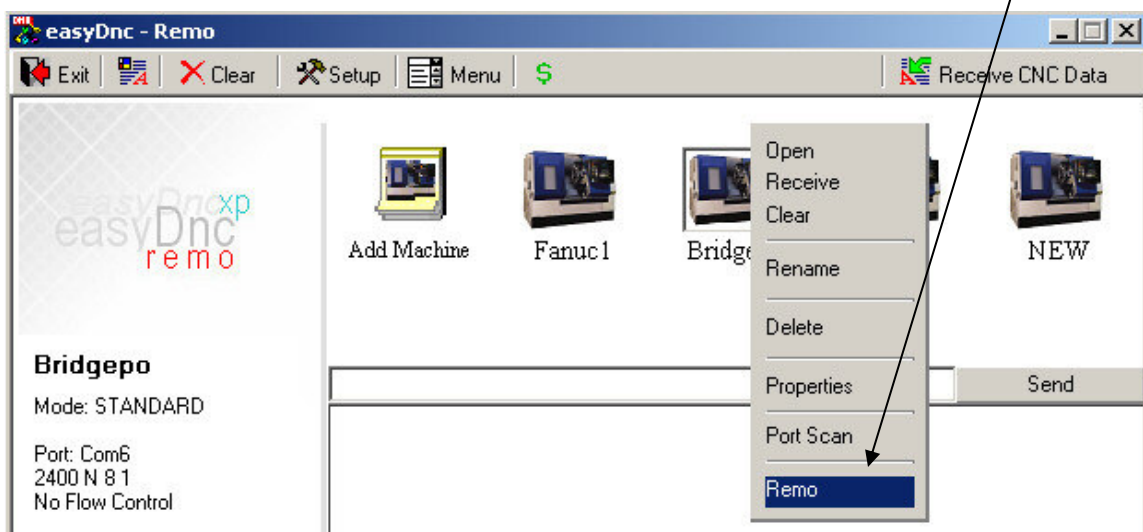 easyDnc - Remo
Exit
Clear
Setup
Menu
$
Receive CNC Data
easyDnc xp
remo
Add Machine
Fanuc1
NEW
Open
Receive
Clear
Rename
Delete
Properties
Port Scan
Remo
Bridgepo
Mode: STANDARD
Port: Com6
2400 N 8 1
No Flow Control
Send